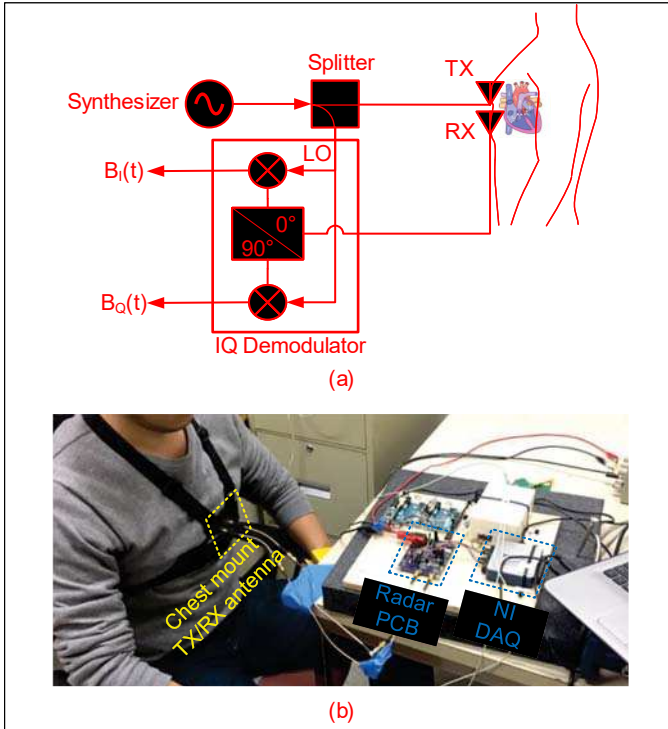 Splitter
TX
Synthesizer
RX
LO
B_I(t)
0°
90°
B_Q(t)
IQ Demodulator
(a)
Chest mount
TX/RX antenna
Radar
PCB
NI
DAQ
(b)